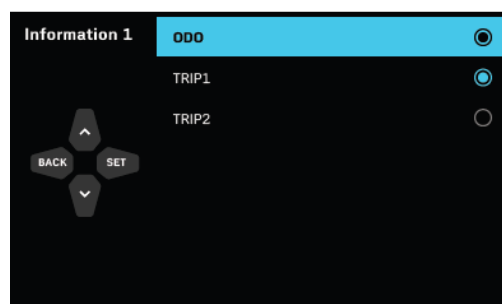 Information 1
ODO
TRIP1
TRIP2
BACK
SET